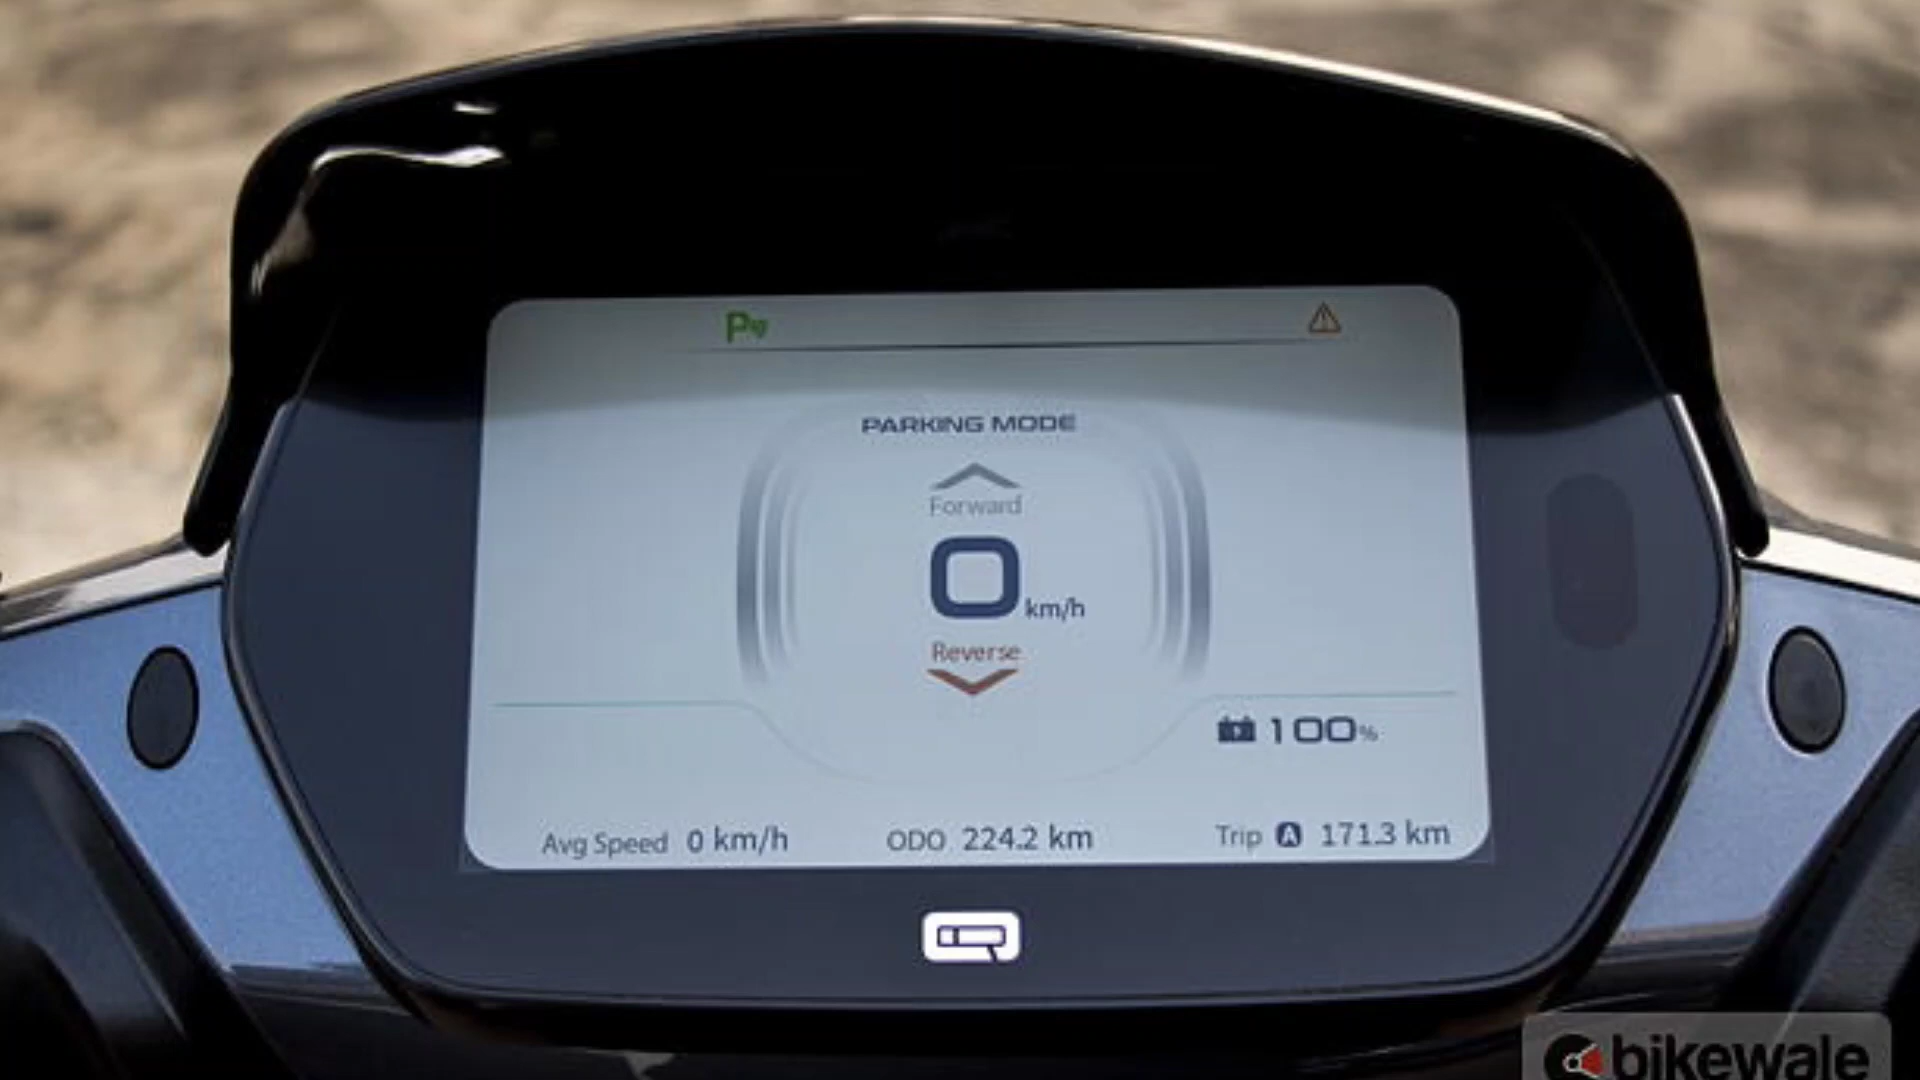 P
PARKING MODE
Forward
0 km/h
Reverse
100%
Avg Speed 0 km/h ODO 224.2 km Trip A 171.3 km
bikewale